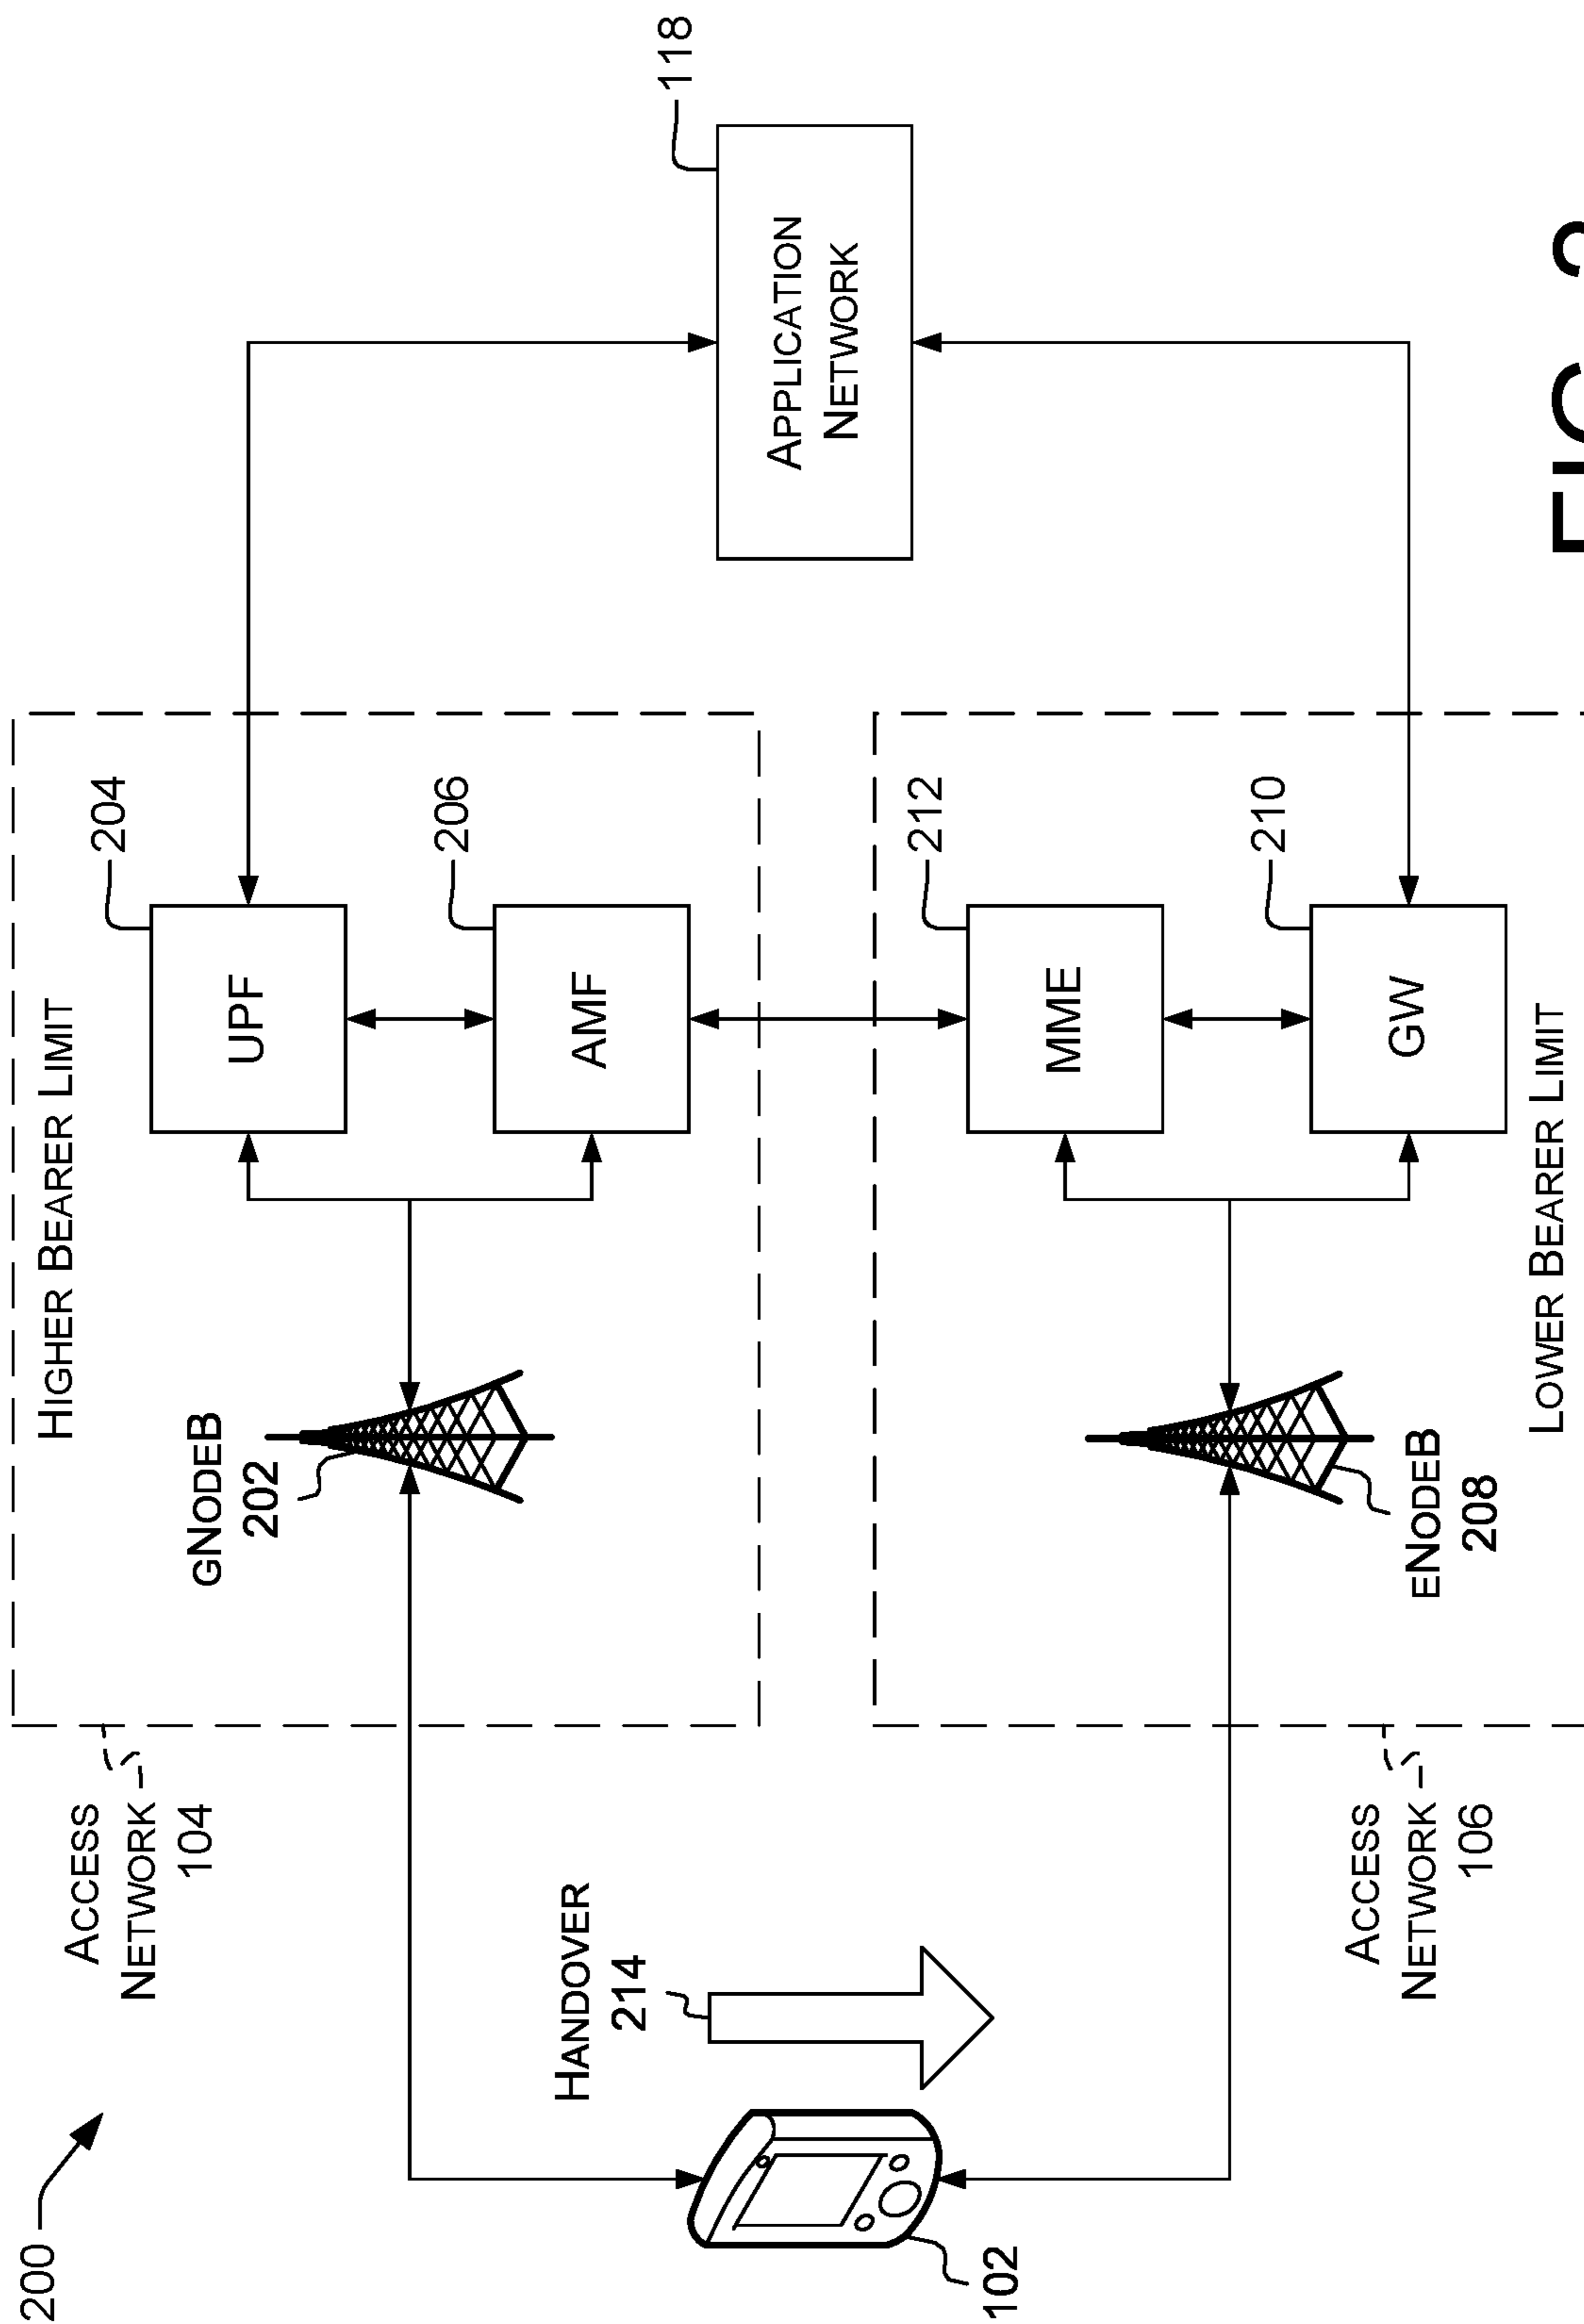 200
HIGHER BEARER LIMIT
ACCESS
NETWORK
104
204
GNODEB
202
UPF
206
AMF
HANDOVER
214
118
APPLICATION
NETWORK
102
212
MME
210
GW
ACCESS
NETWORK
106
ENODEB
208
LOWER BEARER LIMIT